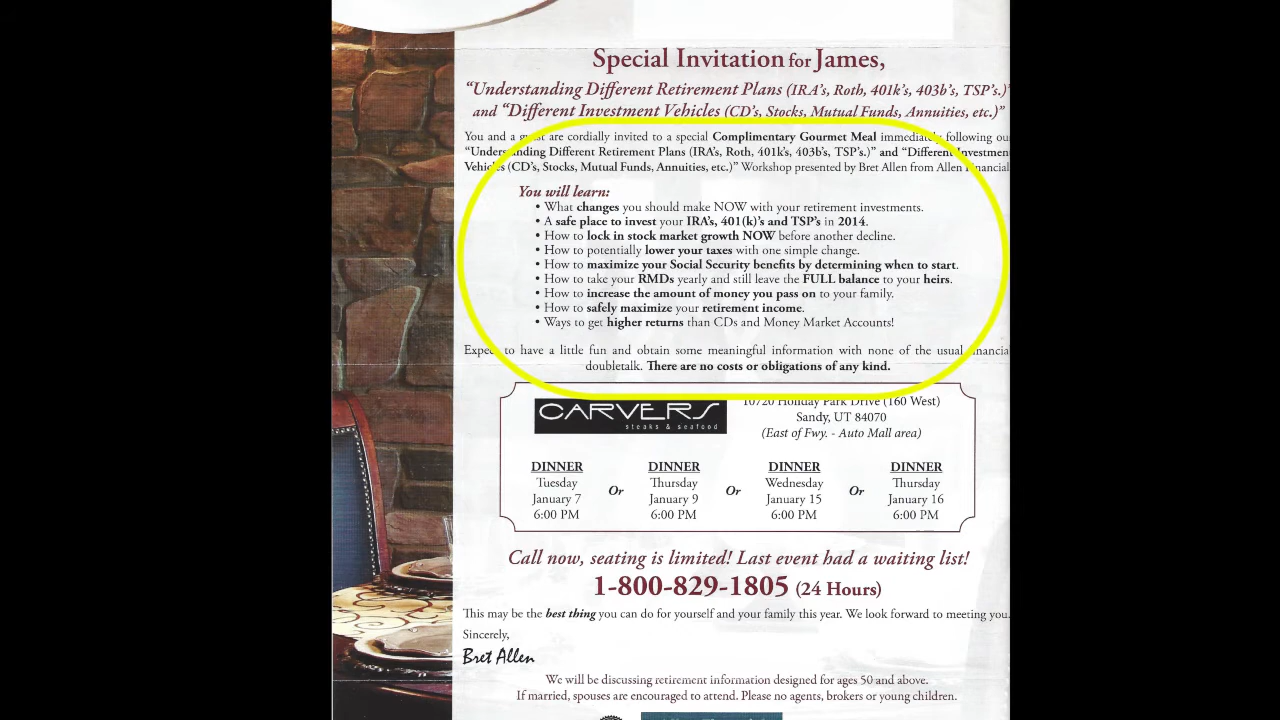 Special Invitation for James,
“Understanding Different Retirement Plans (IRA’s, Roth, 401k’s, 403b’s, TSP’s.)”
and “Different Investment Vehicles (CD’s, Stocks, Mutual Funds, Annuities, etc.)”
You and a guest are cordially invited to a special Complimentary Gourmet Meal immediately following our
“Understanding Different Retirement Plans (IRA’s, Roth, 401k’s, 403b’s, TSP’s.)” and “Different Investment
Vehicles (CD’s, Stocks, Mutual Funds, Annuities, etc.)” Workshop presented by Bret Allen from Allen Financial
You will learn:
• What changes you should make NOW with your retirement investments.
• A safe place to invest your IRA’s, 401(k)’s and TSP’s in 2014.
• How to lock in stock market growth NOW before another decline.
• How to potentially lower your taxes with one simple change.
• How to maximize your Social Security benefits by determining when to start.
• How to take your RMDs yearly and still leave the FULL balance to your heirs.
• How to increase the amount of money you pass on to your family.
• How to safely maximize your retirement income.
• Ways to get higher returns than CDs and Money Market Accounts!
Expect to have a little fun and obtain some meaningful information with none of the usual financial
doubletalk. There are no costs or obligations of any kind.
CARVERS
steaks & seafood
10720 Holiday Park Drive (160 West)
Sandy, UT 84070
(East of Fwy. - Auto Mall area)
DINNER
Tuesday
January 7
6:00 PM
Or
DINNER
Thursday
January 9
6:00 PM
Or
DINNER
Wednesday
January 15
PM
Or
DINNER
Thursday
January 16
6:00 PM
Call now, seating is limited! Last event had a waiting list!
1-800-829-1805 (24 Hours)
This may be the best thing you can do for yourself and your family this year. We look forward to meeting you.
Sincerely,
Bret Allen
We will be discussing retirement information for ages 50 and above.
If married, spouses are encouraged to attend. Please no agents, brokers or young children.